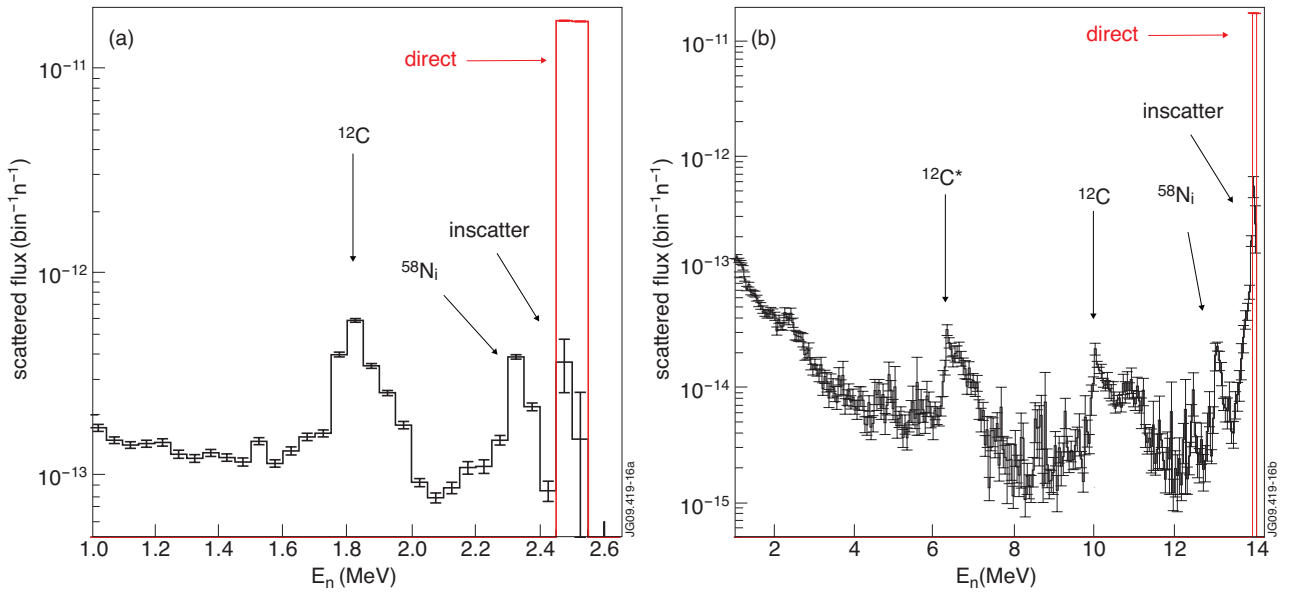 (a)
direct
10⁻¹¹
¹²C
inscatter
⁵⁸Nᵢ
10⁻¹²
10⁻¹³
scattered flux (bin⁻¹n⁻¹)
1.0 1.2 1.4 1.6 1.8 2.0 2.2 2.4 2.6
Eₙ (MeV)
JG09.419-16a
(b)
direct
10⁻¹¹
inscatter
10⁻¹²
¹²C*
¹²C
⁵⁸Nᵢ
10⁻¹³
10⁻¹⁴
10⁻¹⁵
scattered flux (bin⁻¹n⁻¹)
2 4 6 8 10 12 14
Eₙ(MeV)
JG09.419-16b